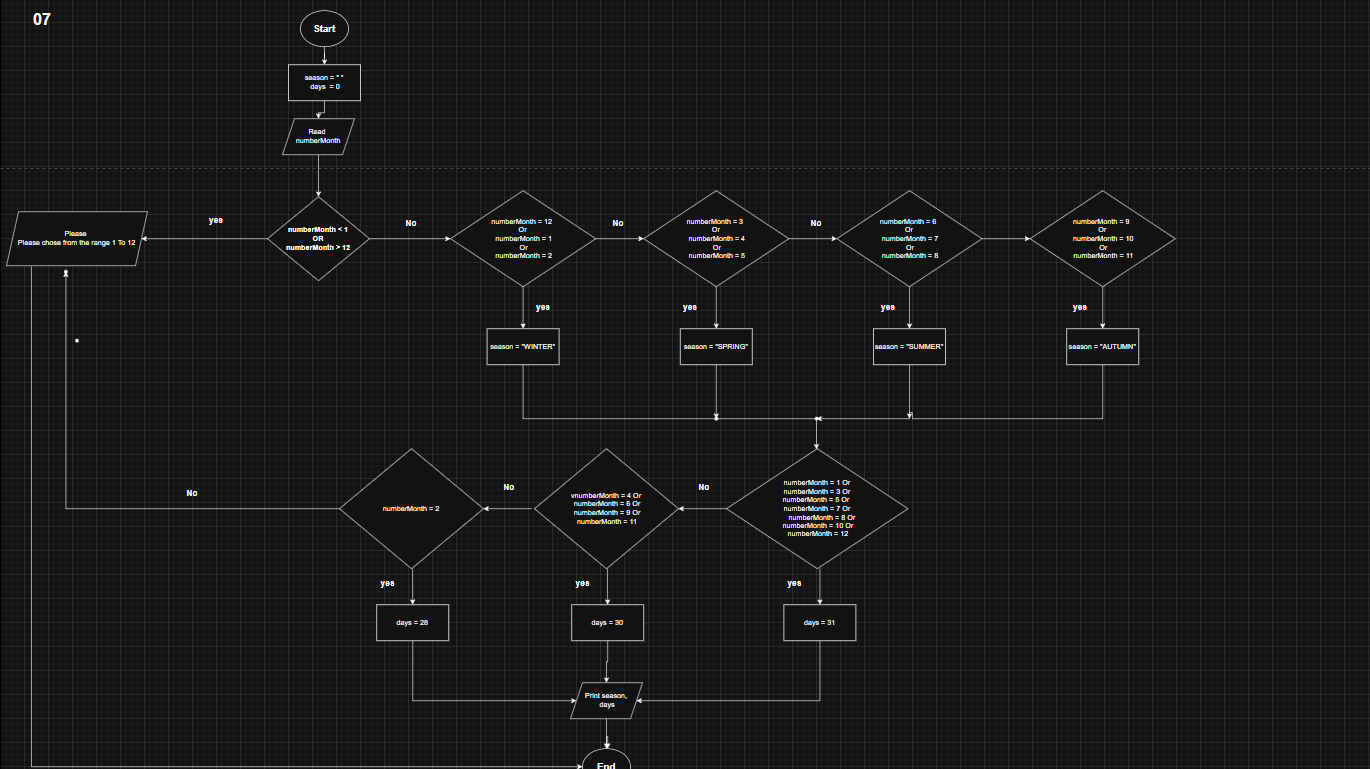 07
Start
season = " "
days = 0
Read
numberMonth
yes
No
No
No
Please
Please chose from the range 1 To 12
numberMonth < 1
OR
numberMonth > 12
numberMonth = 12
Or
numberMonth = 1
Or
numberMonth = 2
numberMonth = 3
Or
numberMonth = 4
Or
numberMonth = 5
numberMonth = 6
Or
numberMonth = 7
Or
numberMonth = 8
numberMonth = 9
Or
numberMonth = 10
Or
numberMonth = 11
yes
yes
yes
yes
season = "WINTER"
season = "SPRING"
season = "SUMMER"
season = "AUTUMN"
No
No
No
numberMonth = 2
vnumberMonth = 4 Or
numberMonth = 6 Or
numberMonth = 9 Or
numberMonth = 11
numberMonth = 1 Or
numberMonth = 3 Or
numberMonth = 5 Or
numberMonth = 7 Or
numberMonth = 8 Or
numberMonth = 10 Or
numberMonth = 12
yes
yes
yes
days = 28
days = 30
days = 31
Print season,
days
End